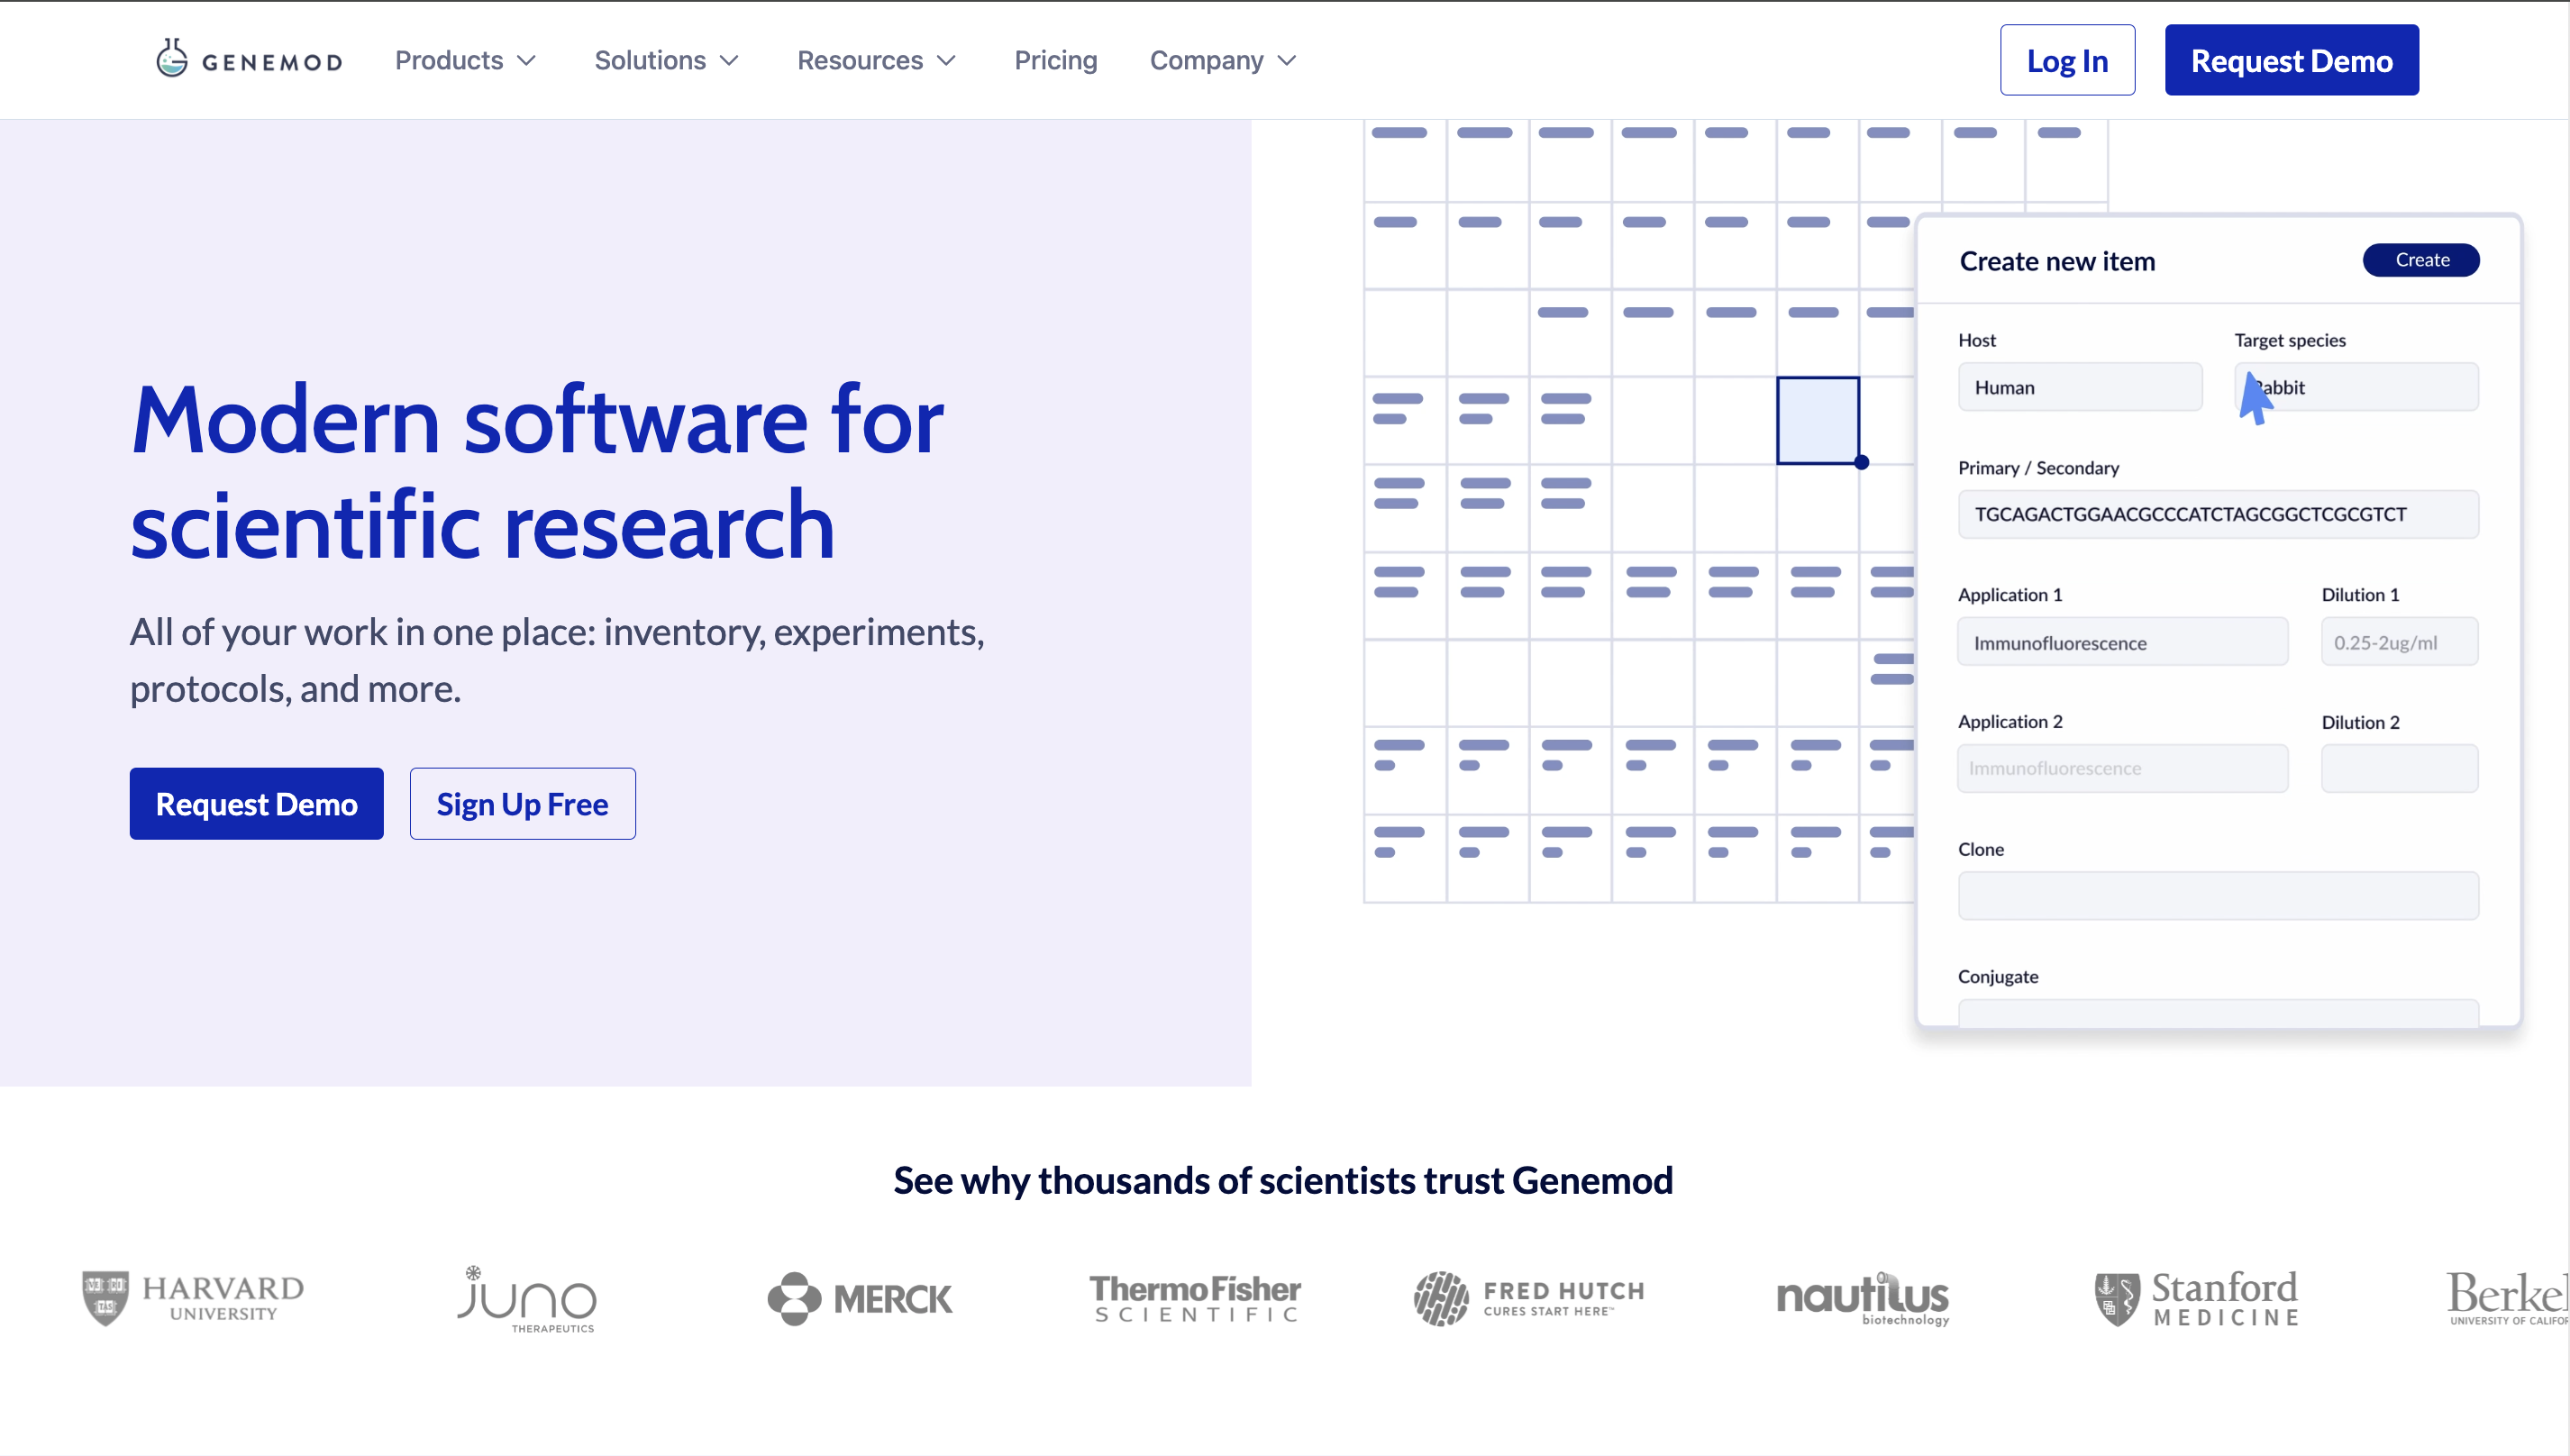 GENEMOD
Products
Solutions
Resources
Pricing
Company
Log In
Request Demo
Modern software for
scientific research
All of your work in one place: inventory, experiments,
protocols, and more.
Request Demo
Sign Up Free
Create new item
Create
Host
Target species
Human
Rabbit
Primary / Secondary
TGCAGACTGGAACGCCCATCTAGCGGCTCGCGTCT
Application 1
Dilution 1
Immunofluorescence
0.25-2ug/ml
Application 2
Dilution 2
Immunofluorescence
Clone
Conjugate
See why thousands of scientists trust Genemod
HARVARD
UNIVERSITY
juno
THERAPEUTICS
MERCK
ThermoFisher
SCIENTIFIC
FRED HUTCH
CURES START HERE™
nautilus
biotechnology
Stanford
MEDICINE
Berkel
UNIVERSITY OF CALIFOR